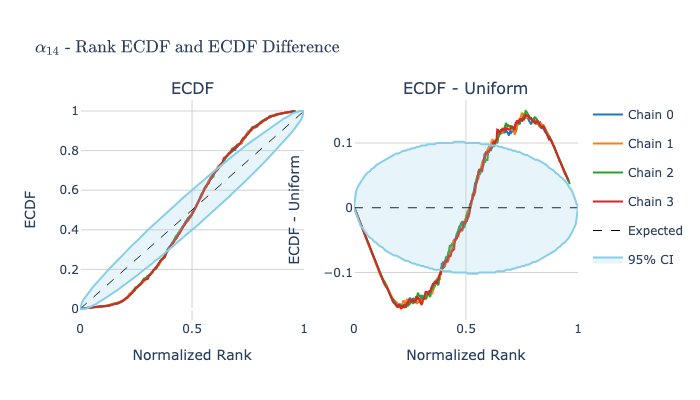 α14 - Rank ECDF and ECDF Difference
ECDF
ECDF
1
0.8
0.6
0.4
0.2
0
0
0.5
1
Normalized Rank
ECDF - Uniform
ECDF - Uniform
0.1
0
−0.1
0
0.5
1
Normalized Rank
Chain 0
Chain 1
Chain 2
Chain 3
Expected
95% CI